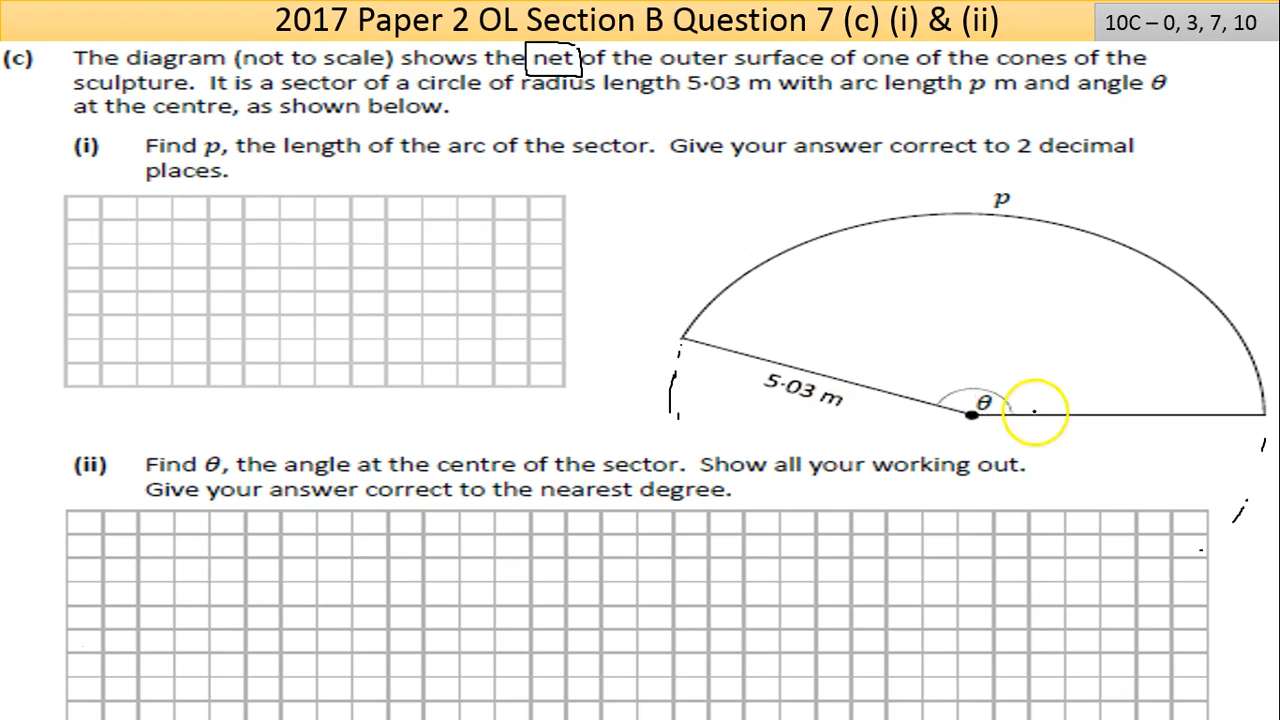 2017 Paper 2 OL Section B Question 7 (c) (i) & (ii)
10C – 0, 3, 7, 10
(c) The diagram (not to scale) shows the net of the outer surface of one of the cones of the
sculpture. It is a sector of a circle of radius length 5·03 m with arc length p m and angle θ
at the centre, as shown below.
(i) Find p, the length of the arc of the sector. Give your answer correct to 2 decimal
places.
p
5·03 m
θ
(ii) Find θ, the angle at the centre of the sector. Show all your working out.
Give your answer correct to the nearest degree.